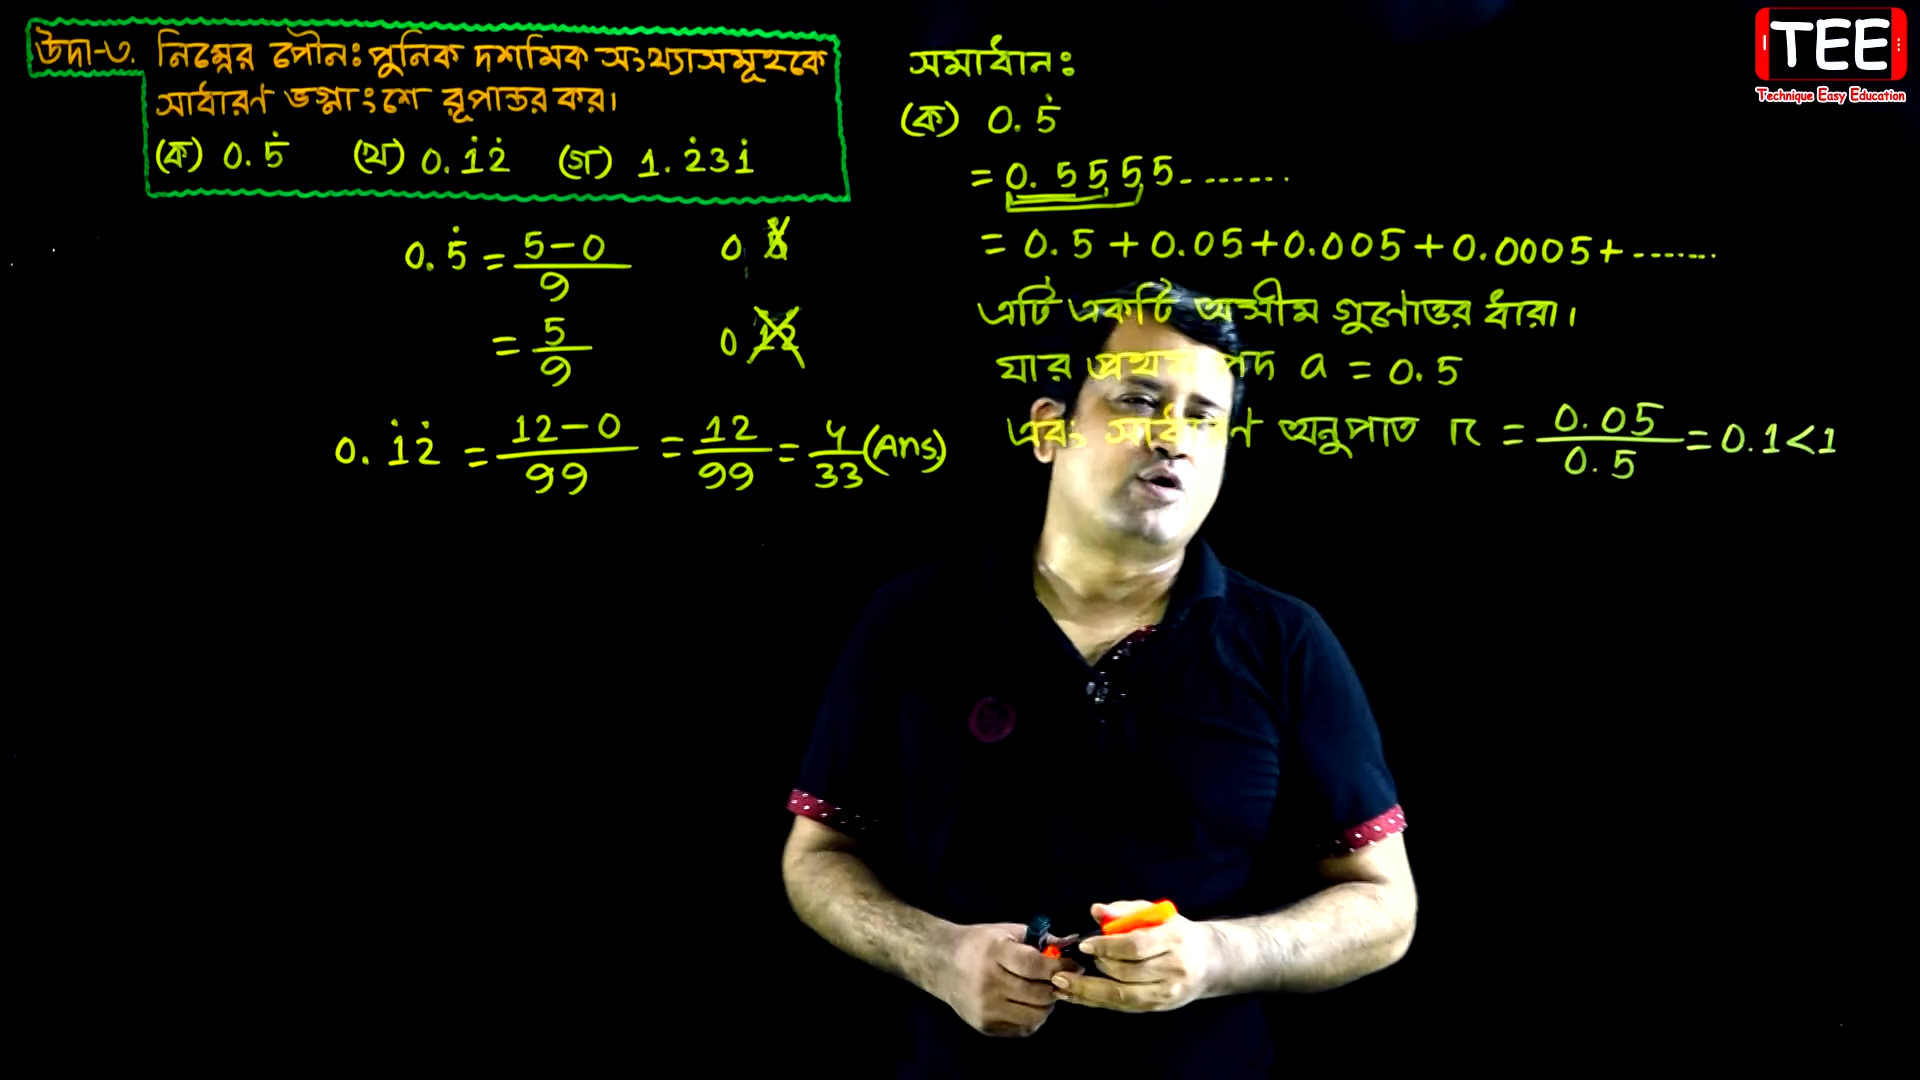 উদা-৩. নিম্নের পৌনঃপুনিক দশমিক সংখ্যাসমূহকে
সাধারণ ভগ্নাংশে রূপান্তর কর।
(ক) 0.5̇ (খ) 0.1̇2̇ (গ) 1.2̇31̇
0.5̇ = (5-0)/9
= 5/9
0.1̇2̇ = (12-0)/99 = 12/99 = 4/33 (Ans)
সমাধানঃ
(ক) 0.5̇
= 0.5555.......
= 0.5+0.05+0.005+0.0005+.......
এটি একটি অসীম গুণোত্তর ধারা।
যার প্রথম পদ a = 0.5
এবং সাধারণ অনুপাত r = 0.05/0.5 = 0.1<1
TEE
Technique Easy Education